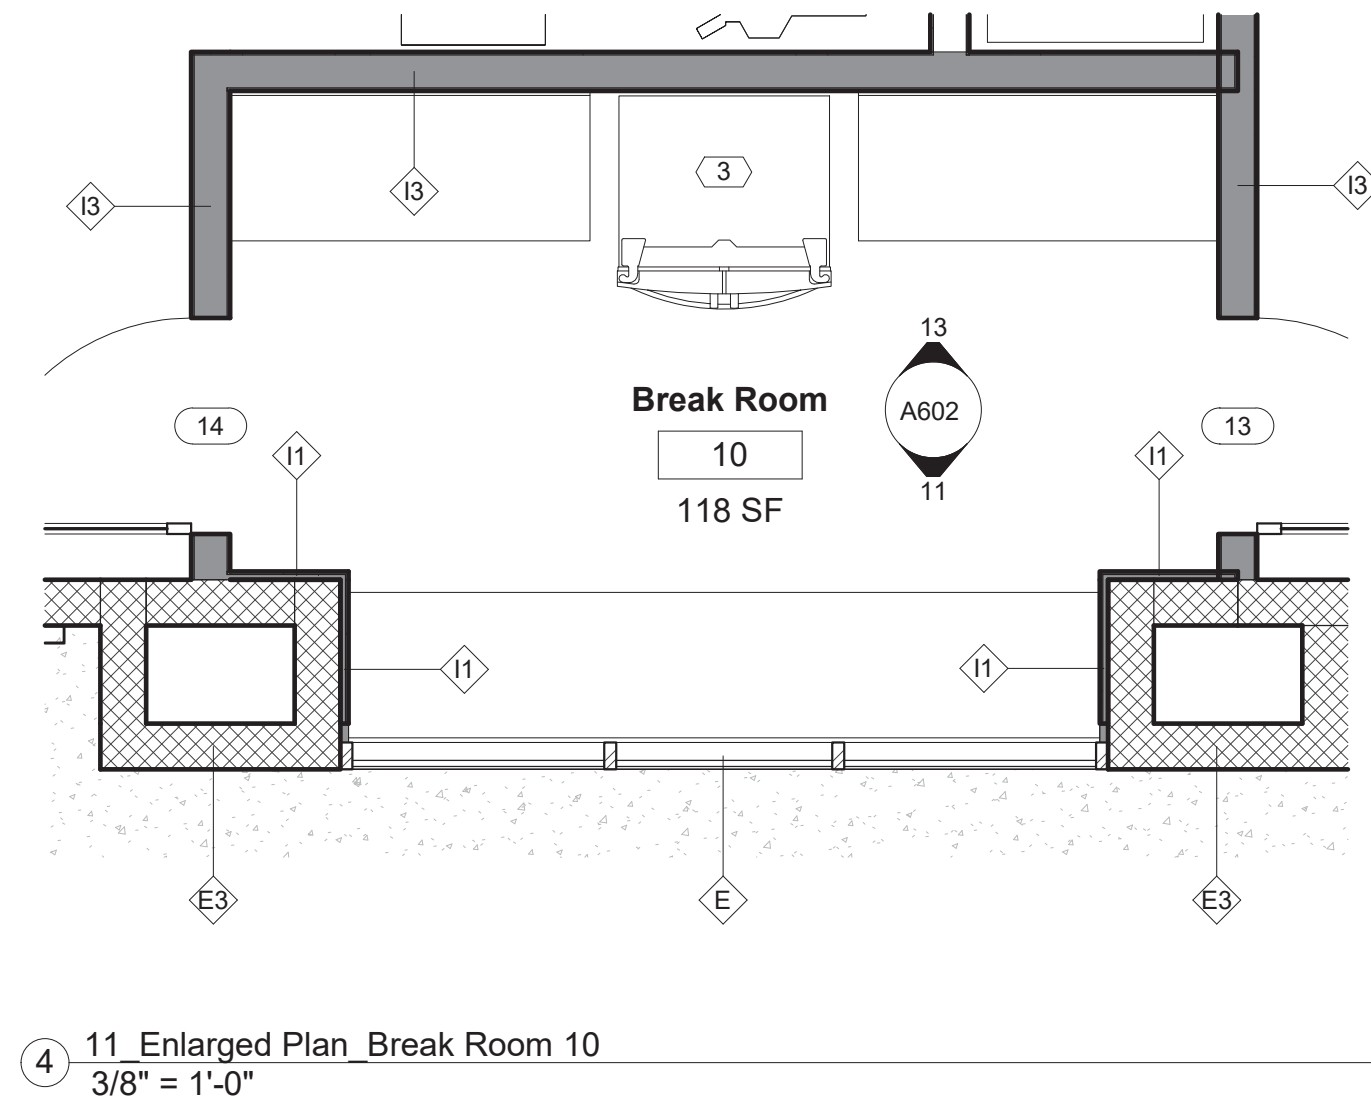 3
I3
I3
I3
13
Break Room
A602
14
13
10
I1
I1
11
118 SF
I1
I1
E3
E
E3
4
11_Enlarged Plan_Break Room 10
3/8" = 1'-0"